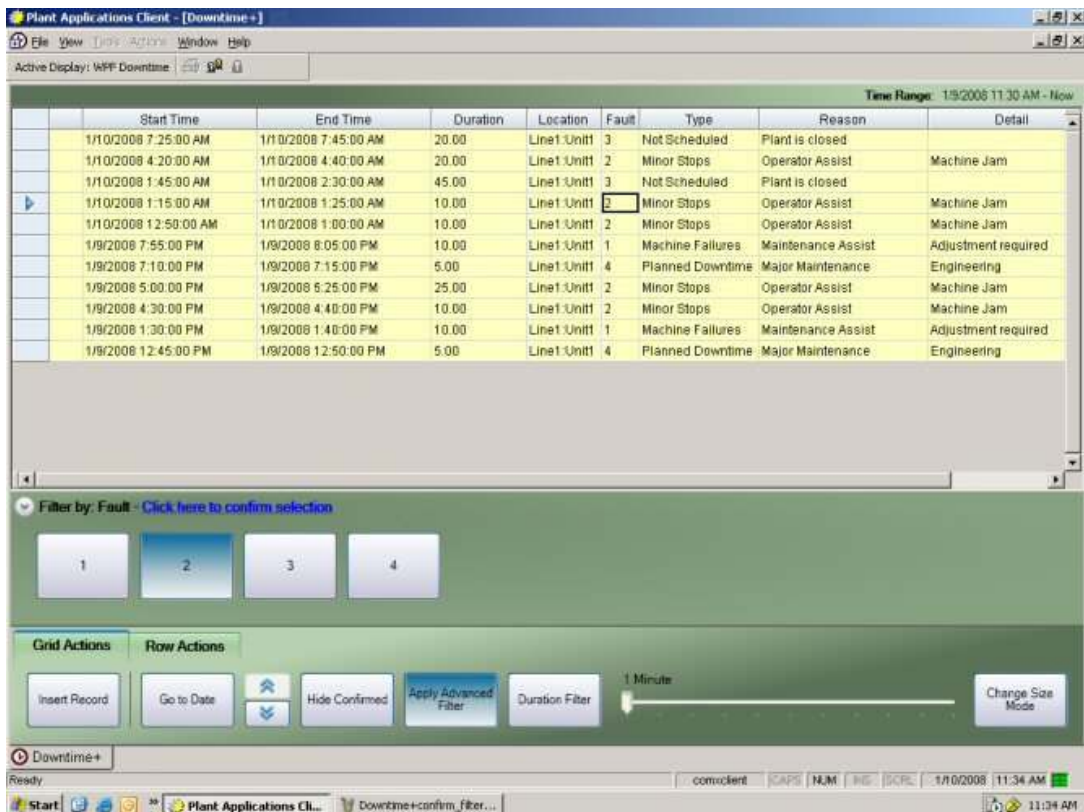 Plant Applications Client - [Downtime+]
File View Tools Actions Window Help
Active Display: WPF Downtime
Time Range: 1/9/2008 11:30 AM - Now
Start Time End Time Duration Location Fault Type Reason Detail
1/10/2008 7:25:00 AM 1/10/2008 7:45:00 AM 20.00 Line1:Unit1 3 Not Scheduled Plant is closed
1/10/2008 4:20:00 AM 1/10/2008 4:40:00 AM 20.00 Line1:Unit1 2 Minor Stops Operator Assist Machine Jam
1/10/2008 1:45:00 AM 1/10/2008 2:30:00 AM 45.00 Line1:Unit1 3 Not Scheduled Plant is closed
1/10/2008 1:15:00 AM 1/10/2008 1:25:00 AM 10.00 Line1:Unit1 2 Minor Stops Operator Assist Machine Jam
1/10/2008 12:50:00 AM 1/10/2008 1:00:00 AM 10.00 Line1:Unit1 2 Minor Stops Operator Assist Machine Jam
1/9/2008 7:55:00 PM 1/9/2008 8:05:00 PM 10.00 Line1:Unit1 1 Machine Failures Maintenance Assist Adjustment required
1/9/2008 7:10:00 PM 1/9/2008 7:15:00 PM 5.00 Line1:Unit1 4 Planned Downtime Major Maintenance Engineering
1/9/2008 5:00:00 PM 1/9/2008 5:25:00 PM 25.00 Line1:Unit1 2 Minor Stops Operator Assist Machine Jam
1/9/2008 4:30:00 PM 1/9/2008 4:40:00 PM 10.00 Line1:Unit1 2 Minor Stops Operator Assist Machine Jam
1/9/2008 1:30:00 PM 1/9/2008 1:40:00 PM 10.00 Line1:Unit1 1 Machine Failures Maintenance Assist Adjustment required
1/9/2008 12:45:00 PM 1/9/2008 12:50:00 PM 5.00 Line1:Unit1 4 Planned Downtime Major Maintenance Engineering
Filter by: Fault - Click here to confirm selection
1 2 3 4
Grid Actions Row Actions
1 Minute
Insert Record Go to Date Hide Confirmed Apply Advanced Filter Duration Filter Change Size Mode
Downtime+
Ready comxclient CAPS NUM INS SCRL 1/10/2008 11:34 AM
Start Plant Applications Cli... Downtime+confirm_filter... 11:34 AM